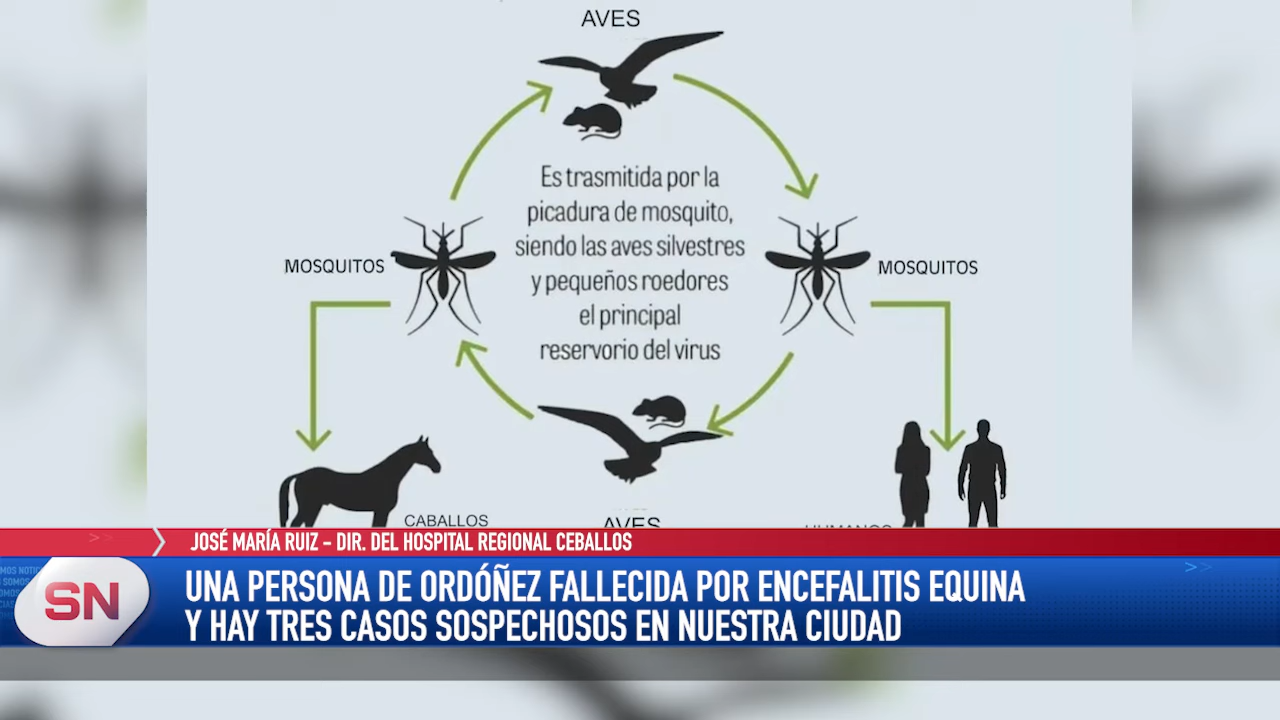 AVES
Es trasmitida por la
picadura de mosquito,
siendo las aves silvestres
y pequeños roedores
el principal
reservorio del virus
MOSQUITOS
MOSQUITOS
CABALLOS
AVES
HUMANOS
JOSÉ MARÍA RUIZ - DIR. DEL HOSPITAL REGIONAL CEBALLOS
SN
UNA PERSONA DE ORDÓÑEZ FALLECIDA POR ENCEFALITIS EQUINA
Y HAY TRES CASOS SOSPECHOSOS EN NUESTRA CIUDAD